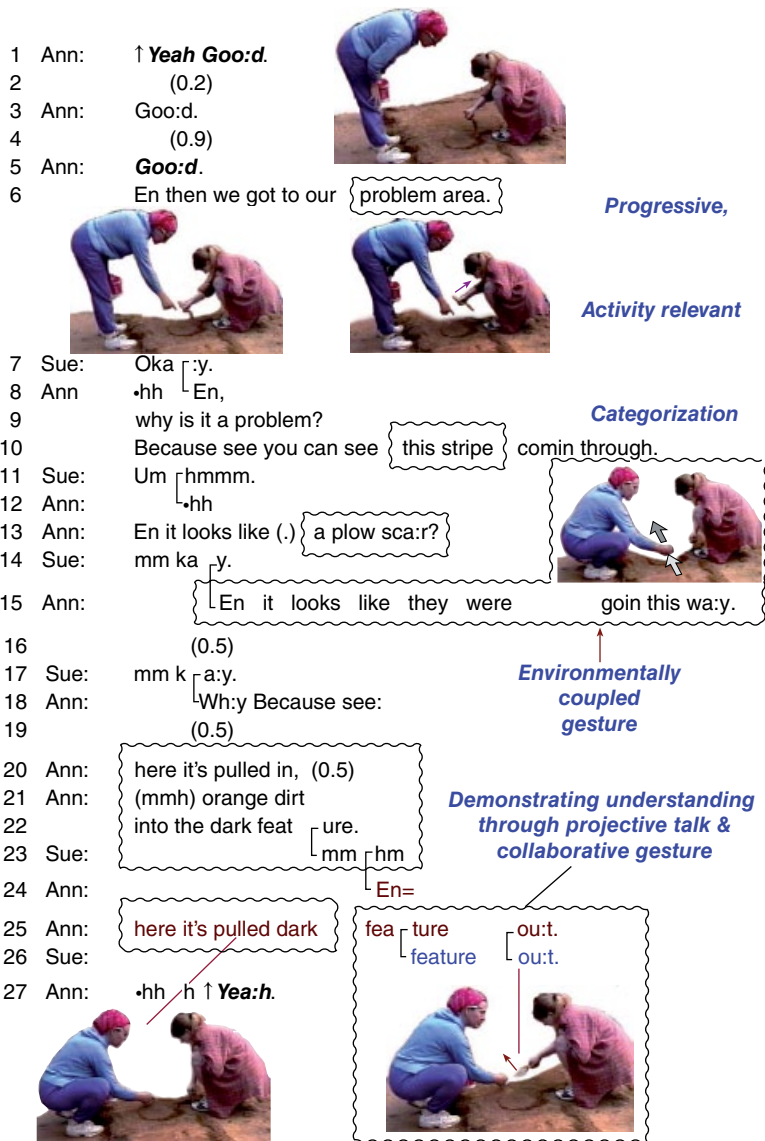 1 Ann: ↑Yeah Goo:d.
2 (0.2)
3 Ann: Goo:d.
4 (0.9)
5 Ann: Goo:d.
6 En then we got to our problem area.
Progressive,
Activity relevant
7 Sue: Oka[:y.
8 Ann •hh [En,
9 why is it a problem?
Categorization
10 Because see you can see this stripe comin through.
11 Sue: Um [hmmm.
12 Ann: [•hh
13 Ann: En it looks like (.) a plow sca:r?
14 Sue: mm ka [y.
15 Ann: [En it looks like they were goin this wa:y.
16 (0.5)
17 Sue: mm k[a:y.
18 Ann: [Wh:y Because see:
19 (0.5)
Environmentally
coupled
gesture
20 Ann: here it's pulled in, (0.5)
21 Ann: (mmh) orange dirt
22 into the dark feat [ure.
23 Sue: [mm [hm
24 Ann: [En=
Demonstrating understanding
through projective talk &
collaborative gesture
25 Ann: here it's pulled dark fea [ture [ou:t.
26 Sue: [feature [ou:t.
27 Ann: •hh h ↑Yea:h.